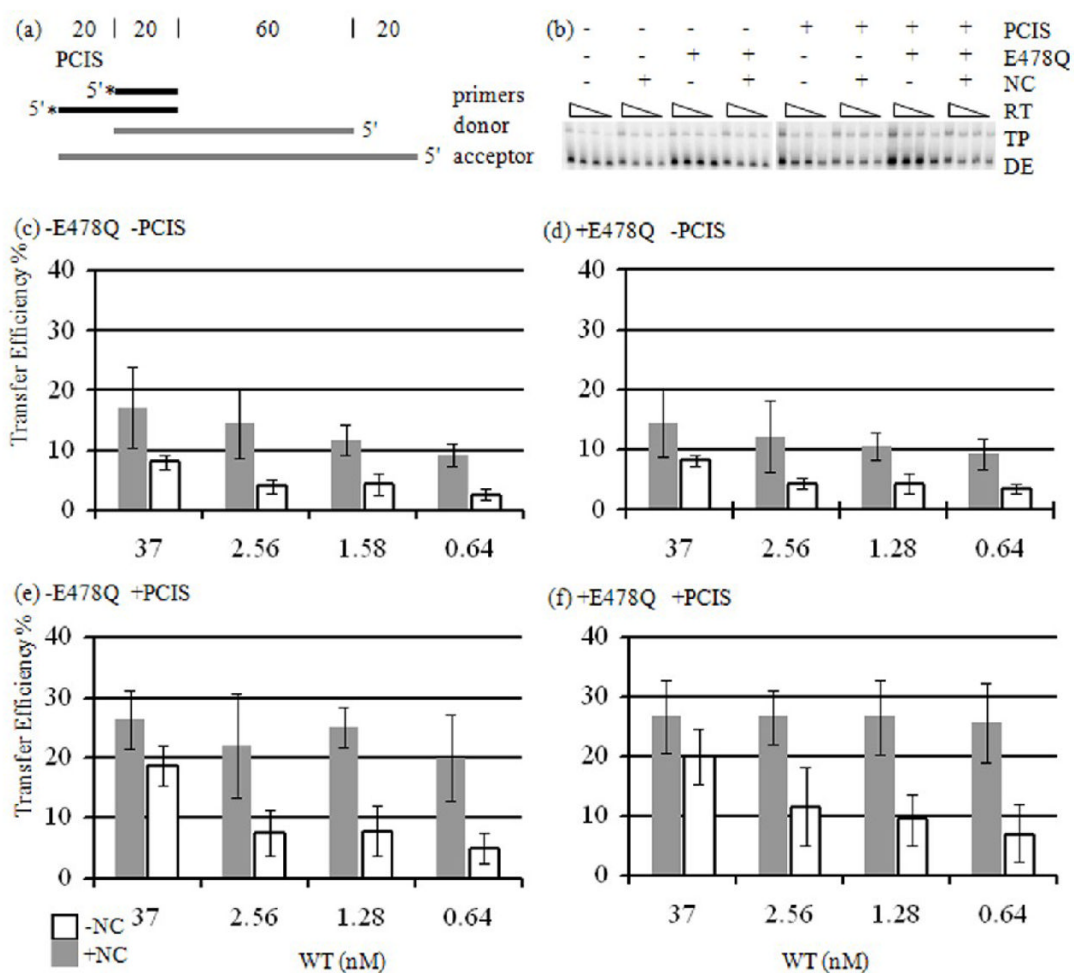 (a) 20 | 20 | 60 | 20
PCIS
5'*
5'*
primers
donor 5'
acceptor 5'
(b) - - - - + + + + PCIS
- - + + - - + + E478Q
- + - + - + - + NC
RT
TP
DE
(c) -E478Q -PCIS
Transfer Efficiency %
40
30
20
10
0
37 2.56 1.58 0.64
(d) +E478Q -PCIS
40
30
20
10
0
37 2.56 1.28 0.64
(e) -E478Q +PCIS
Transfer Efficiency %
40
30
20
10
0
37 2.56 1.28 0.64
-NC
+NC
WT (nM)
(f) +E478Q +PCIS
40
30
20
10
0
37 2.56 1.28 0.64
WT (nM)